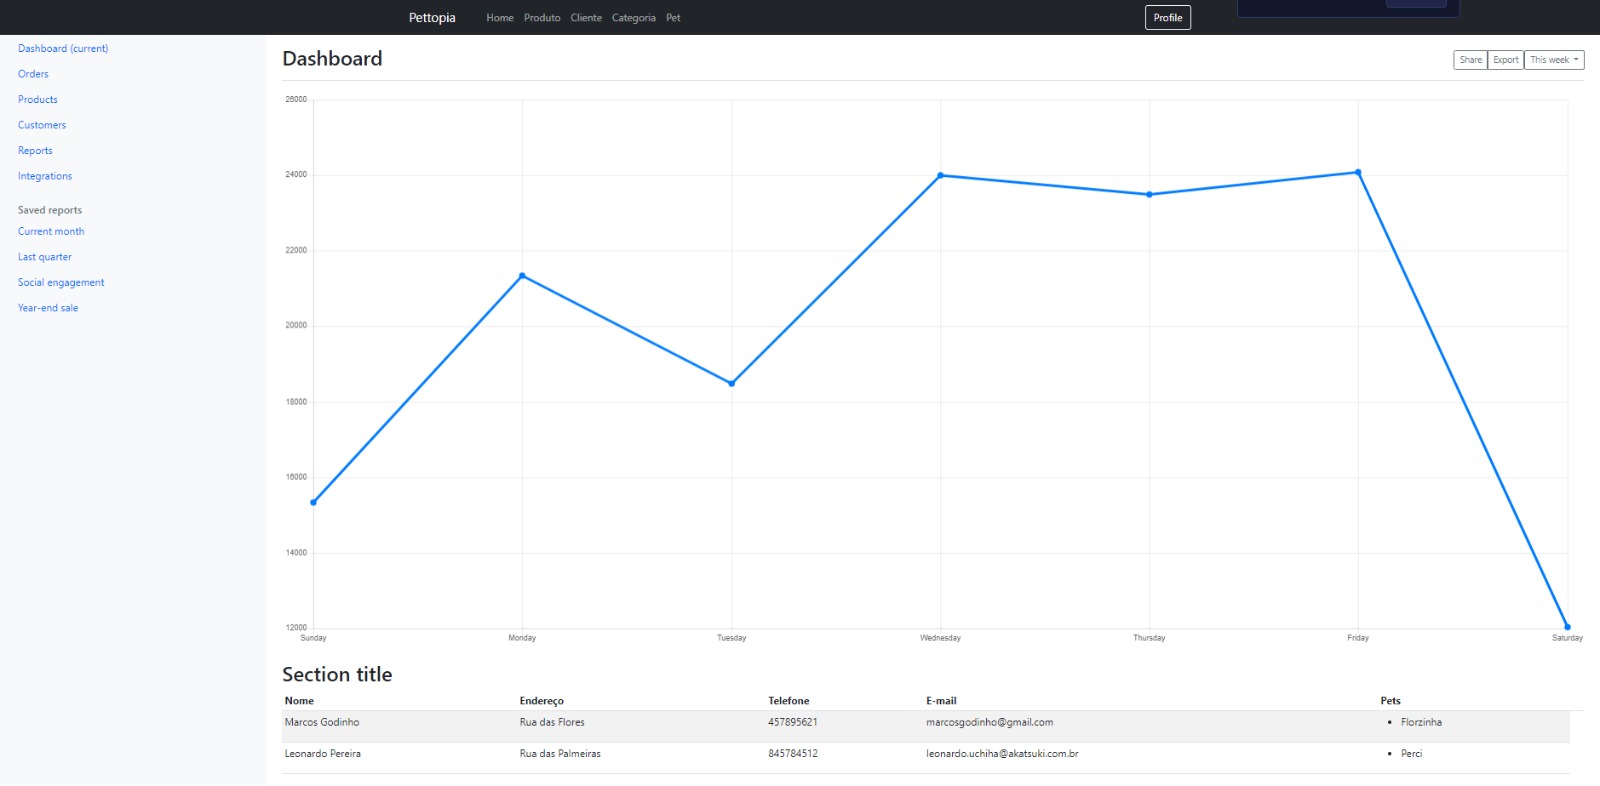 Pettopia Home Produto Cliente Categoria Pet Profile
Dashboard (current)
Orders
Products
Customers
Reports
Integrations
Saved reports
Current month
Last quarter
Social engagement
Year-end sale
Dashboard
Share Export This week
26000
24000
22000
20000
18000
16000
14000
12000
Sunday Monday Tuesday Wednesday Thursday Friday Saturday
Section title
Nome Endereço Telefone E-mail Pets
Marcos Godinho Rua das Flores 457895621 marcosgodinho@gmail.com • Florzinha
Leonardo Pereira Rua das Palmeiras 845784512 leonardo.uchiha@akatsuki.com.br • Perci